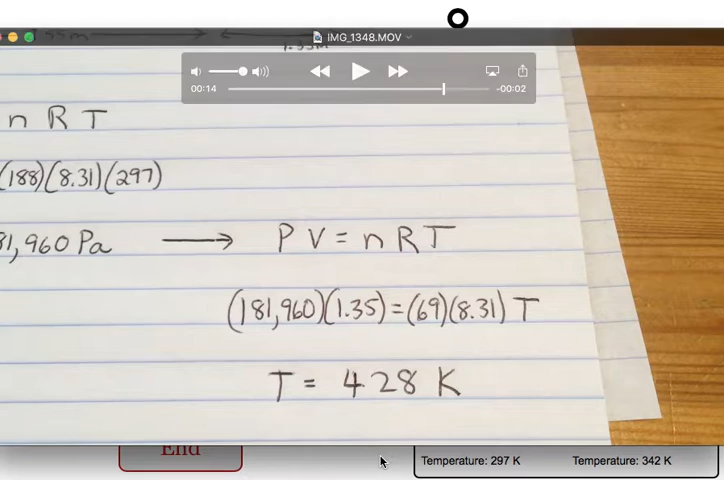 IMG_1348.MOV
00:14
-00:02
n R T
(188)(8.31)(297)
81,960 Pa → P V = n R T
(181,960)(1.35) = (69)(8.31) T
T = 428 K
End
Temperature: 297 K Temperature: 342 K